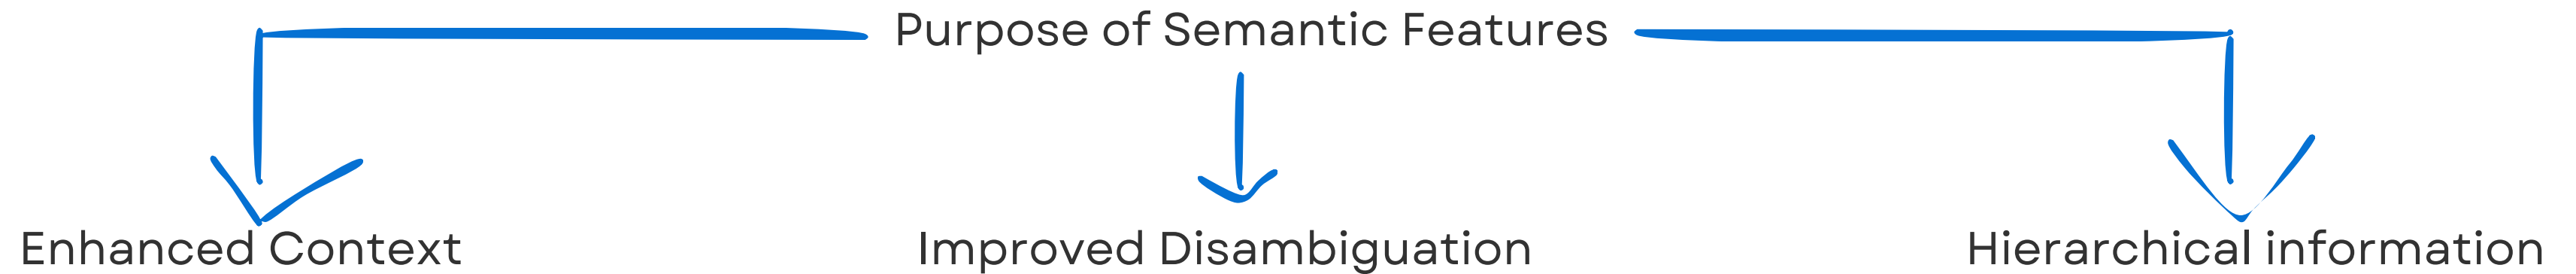 Purpose of Semantic Features
Enhanced Context
Improved Disambiguation
Hierarchical information